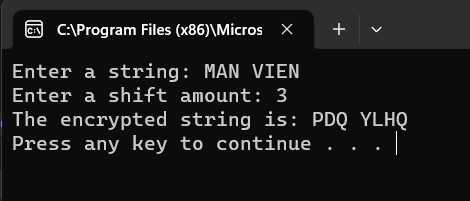 C:\Program Files (x86)\Micros
Enter a string: MAN VIEN
Enter a shift amount: 3
The encrypted string is: PDQ YLHQ
Press any key to continue . . .